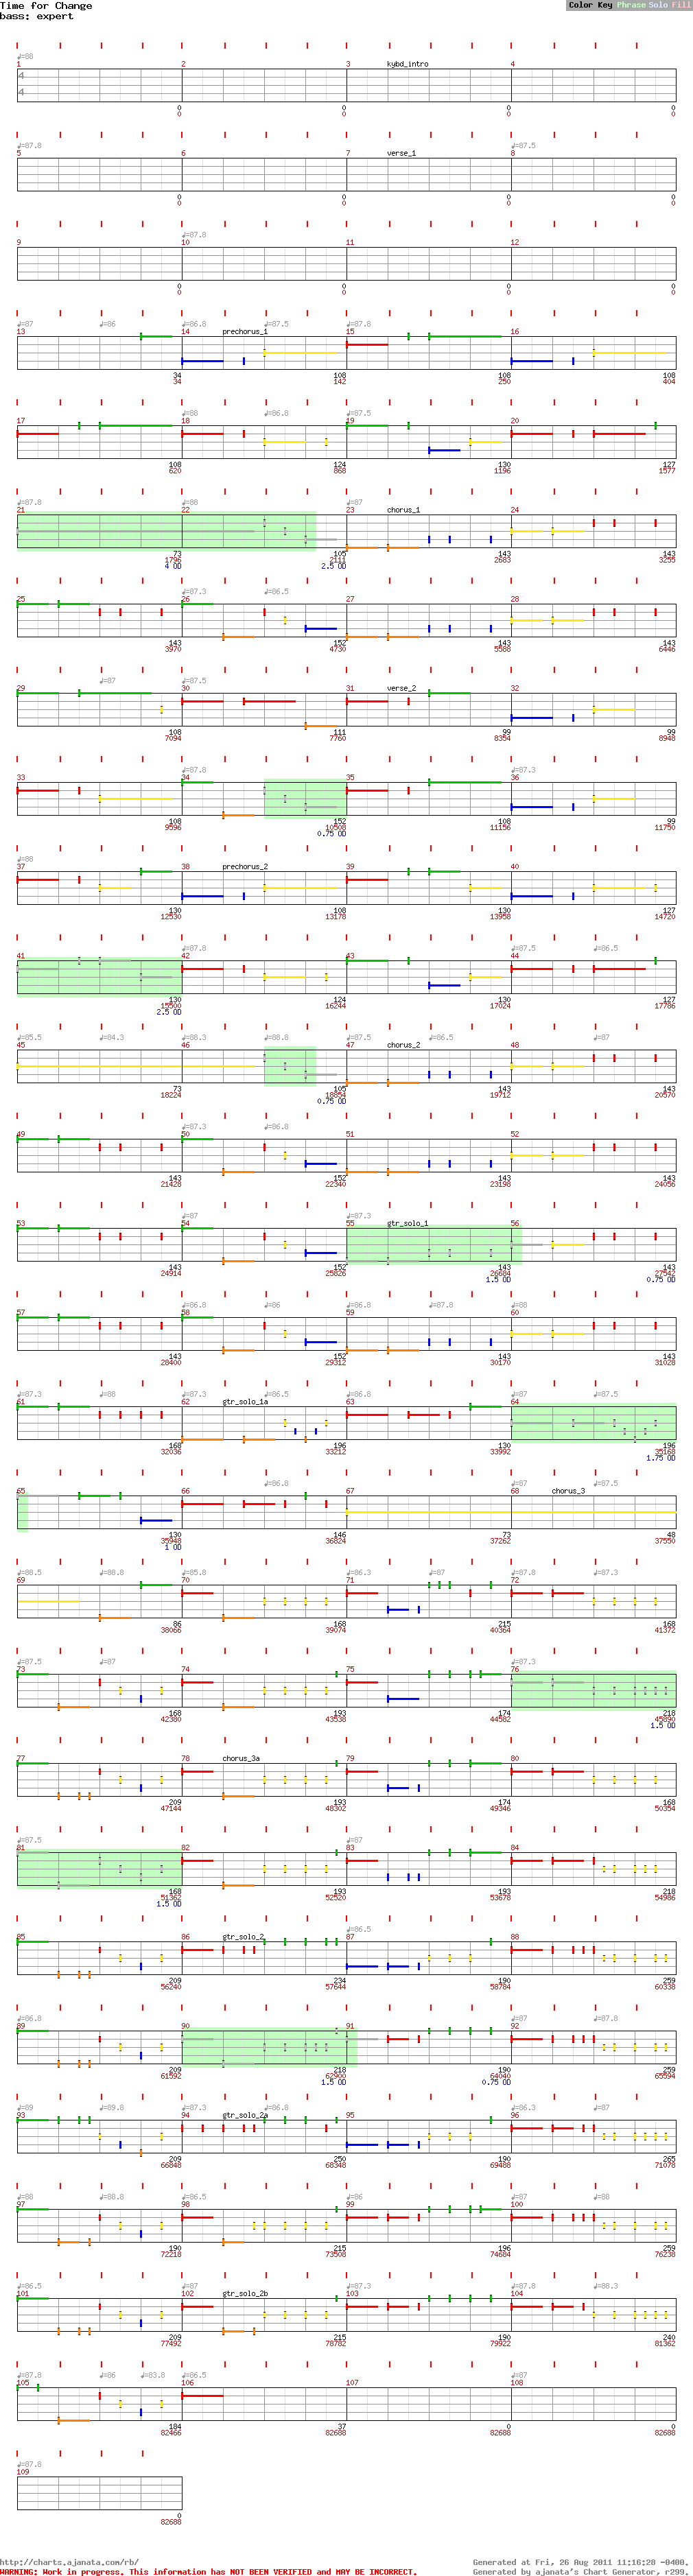 Time for Change
Color Key Phrase Solo Fill
bass: expert
♩=88
1 2 3 kybd_intro 4
4
4
0 0 0 0
0 0 0 0
♩=87.8 ♩=87.5
5 6 7 verse_1 8
0 0 0 0
0 0 0 0
♩=87.8
9 10 11 12
0 0 0 0
0 0 0 0
♩=87 ♩=86 ♩=86.8 ♩=87.5 ♩=87.8
13 14 prechorus_1 15 16
34 108 108 108
34 142 250 404
♩=88 ♩=86.8 ♩=87.5
17 18 19 20
108 124 130 127
620 868 1196 1577
♩=87.8 ♩=88 ♩=87
21 22 23 chorus_1 24
73 105 143 143
1796 2111 2683 3255
4 OD 2.5 OD
♩=87.3 ♩=86.5
25 26 27 28
143 152 143 143
3970 4730 5588 6446
♩=87 ♩=87.5
29 30 31 verse_2 32
108 111 99 99
7094 7760 8354 8948
♩=87.8 ♩=87.3
33 34 35 36
108 152 108 99
9596 10508 11156 11750
0.75 OD
♩=88
37 38 prechorus_2 39 40
130 108 130 127
12530 13178 13958 14720
♩=87.8 ♩=87.5 ♩=86.5
41 42 43 44
130 124 130 127
15500 16244 17024 17786
2.5 OD
♩=85.5 ♩=84.3 ♩=88.3 ♩=88.8 ♩=87.5 ♩=86.5 ♩=87
45 46 47 chorus_2 48
73 105 143 143
18224 18854 19712 20570
0.75 OD
♩=87.3 ♩=86.8
49 50 51 52
143 152 143 143
21428 22340 23198 24056
♩=87 ♩=87.3
53 54 55 gtr_solo_1 56
143 152 143 143
24914 25826 26684 27542
1.5 OD 0.75 OD
♩=86.8 ♩=86 ♩=86.8 ♩=87.8 ♩=88
57 58 59 60
143 152 143 143
28400 29312 30170 31028
♩=87.3 ♩=88 ♩=87.3 ♩=86.5 ♩=86.8 ♩=87 ♩=87.5
61 62 gtr_solo_1a 63 64
168 196 130 196
32036 33212 33992 35168
1.75 OD
♩=86.8 ♩=87 ♩=87.5
65 66 67 68 chorus_3
130 146 73 48
35948 36824 37262 37550
1 OD
♩=88.5 ♩=88.8 ♩=85.8 ♩=86.3 ♩=87 ♩=87.8 ♩=87.3
69 70 71 72
86 168 215 168
38066 39074 40364 41372
♩=87.5 ♩=87 ♩=87.3
73 74 75 76
168 193 174 218
42380 43538 44582 45890
1.5 OD
77 78 chorus_3a 79 80
209 193 174 168
47144 48302 49346 50354
♩=87.5 ♩=87
81 82 83 84
168 193 193 218
51362 52520 53678 54986
1.5 OD
♩=86.5
85 86 gtr_solo_2 87 88
209 234 190 259
56240 57644 58784 60338
♩=86.8 ♩=87 ♩=87.8
89 90 91 92
209 218 190 259
61592 62900 64040 65594
1.5 OD 0.75 OD
♩=89 ♩=89.8 ♩=87.3 ♩=86.8 ♩=86.3 ♩=87
93 94 gtr_solo_2a 95 96
209 250 190 265
66848 68348 69488 71078
♩=88 ♩=88.8 ♩=86.5 ♩=86 ♩=87 ♩=88
97 98 99 100
190 215 196 259
72218 73508 74684 76238
♩=86.5 ♩=87 ♩=87.3 ♩=87.8 ♩=88.3
101 102 gtr_solo_2b 103 104
209 215 190 240
77492 78782 79922 81362
♩=87.8 ♩=86 ♩=83.8 ♩=86.5 ♩=87
105 106 107 108
184 37 0 0
82466 82688 82688 82688
♩=87.8
109
0
82688
http://charts.ajanata.com/rb/ Generated at Fri, 26 Aug 2011 11:16:28 -0400.
WARNING: Work in progress. This information has NOT BEEN VERIFIED and MAY BE INCORRECT. Generated by ajanata's Chart Generator, r299.